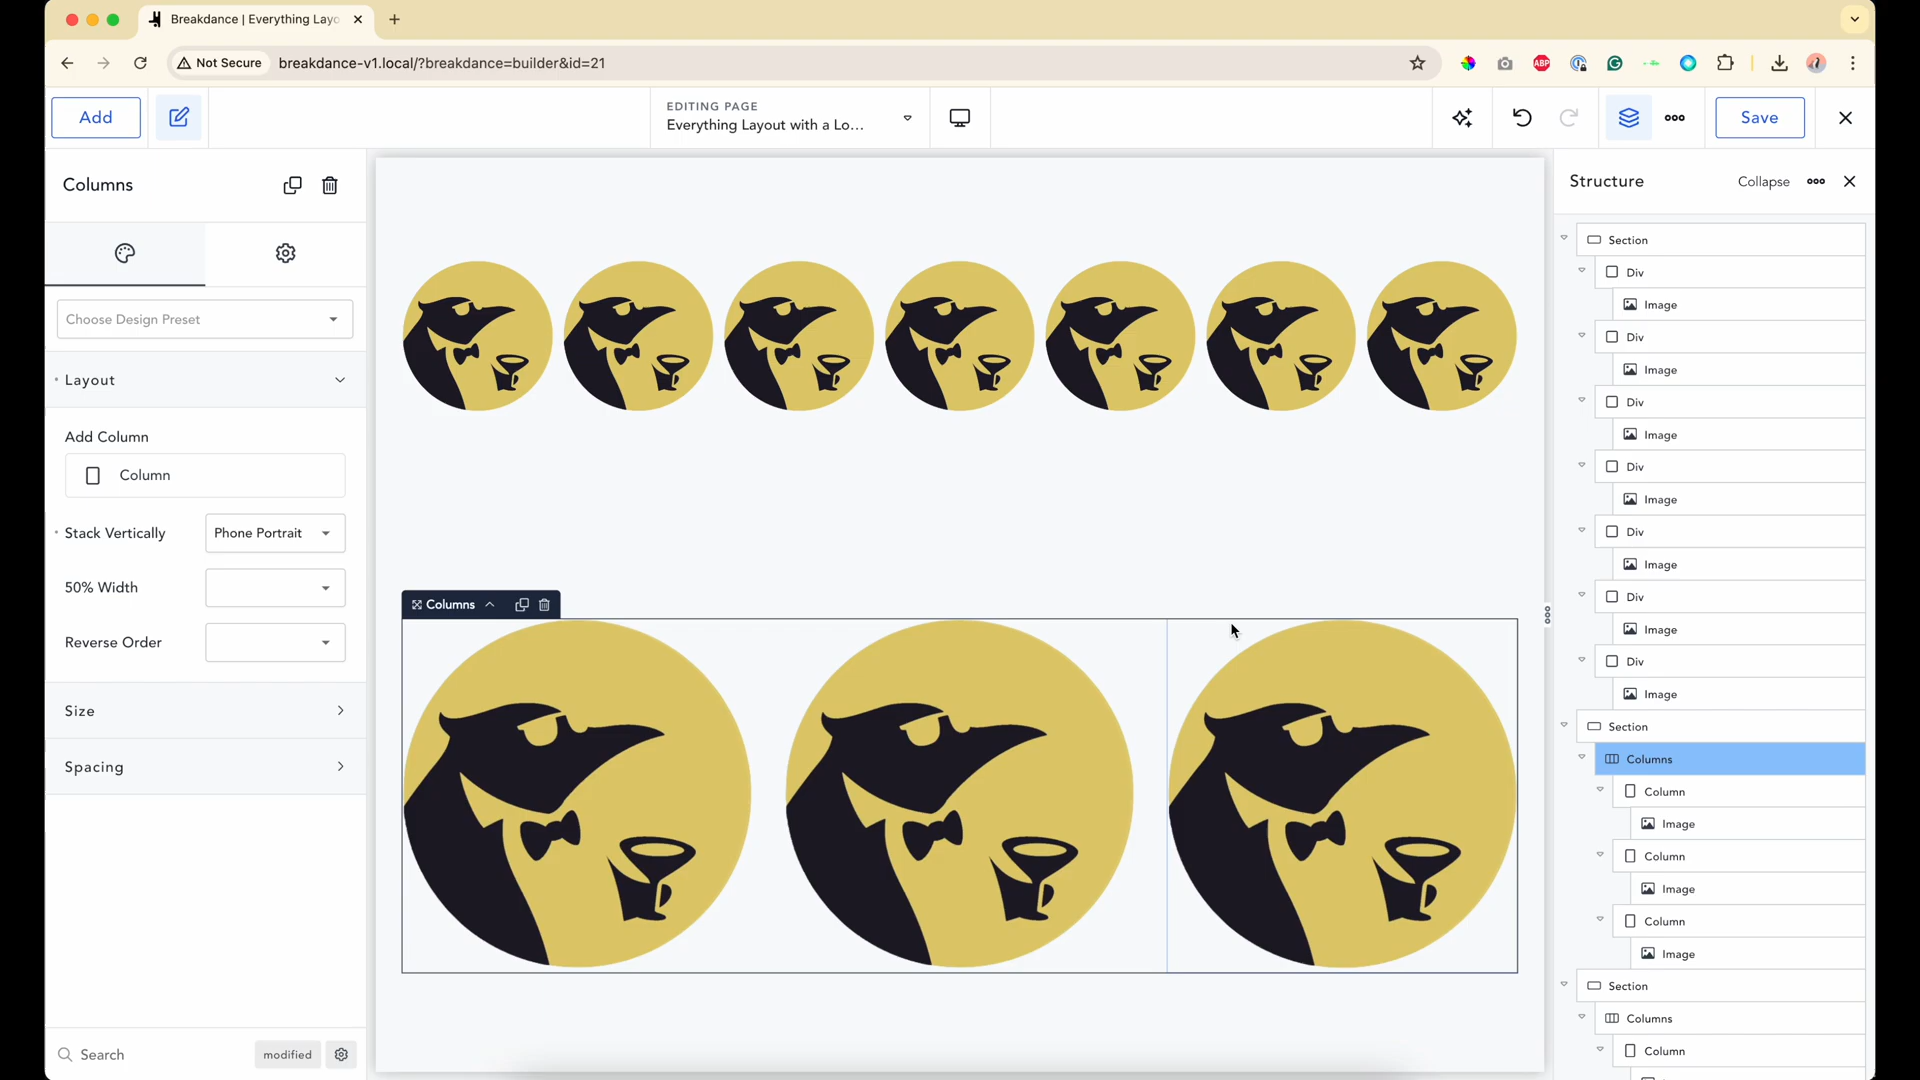 Breakdance | Everything Layo
Not Secure
breakdance-v1.local/?breakdance=builder&id=21
ABP
Add
EDITING PAGE
Everything Layout with a Lo...
Save
Columns
Choose Design Preset
Layout
Add Column
Column
Stack Vertically
Phone Portrait
50% Width
Reverse Order
Size
Spacing
Search
modified
Columns
Structure
Collapse
Section
Div
Image
Div
Image
Div
Image
Div
Image
Div
Image
Div
Image
Div
Image
Section
Columns
Column
Image
Column
Image
Column
Image
Section
Columns
Column